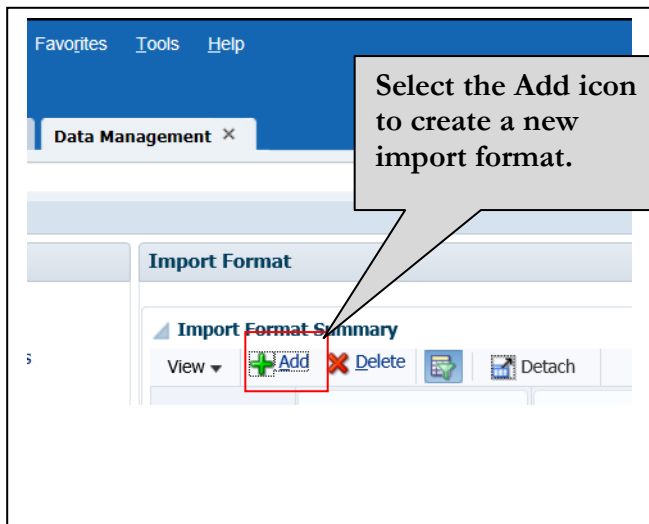 Favorites Tools Help
Select the Add icon
to create a new
import format.
Data Management ×
Import Format
Import Format Summary
s
View Add Delete Detach